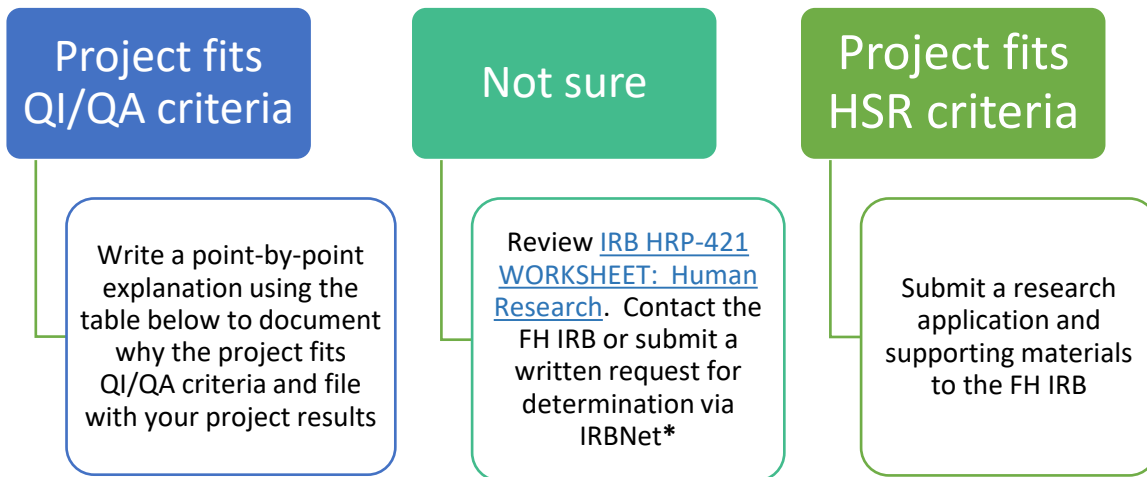 Project fits
QI/QA criteria
Write a point-by-point
explanation using the
table below to document
why the project fits
QI/QA criteria and file
with your project results
Not sure
Review IRB HRP-421
WORKSHEET:  Human
Research.  Contact the
FH IRB or submit a
written request for
determination via
IRBNet*
Project fits
HSR criteria
Submit a research
application and
supporting materials
to the FH IRB